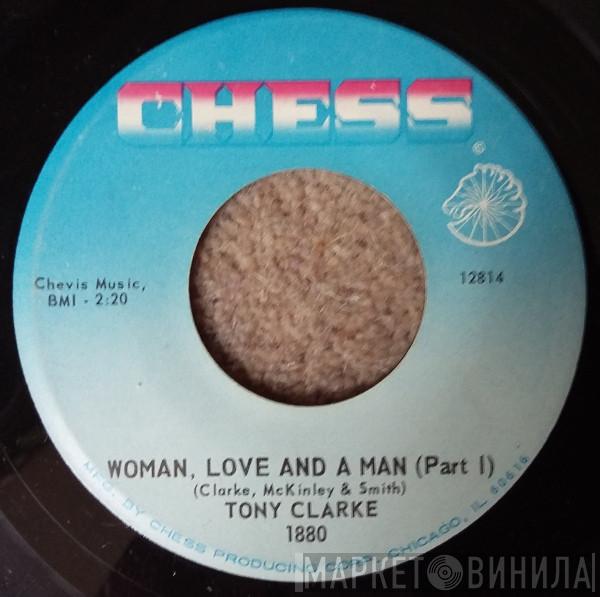 CHESS
©
Chevis Music,
BMI - 2:20
12814
WOMAN, LOVE AND A MAN (Part I)
(Clarke, McKinley & Smith)
TONY CLARKE
1880
MFG. BY CHESS PRODUCING CORP. CHICAGO, IL 60616
МАРКЕТ ВИНИЛА